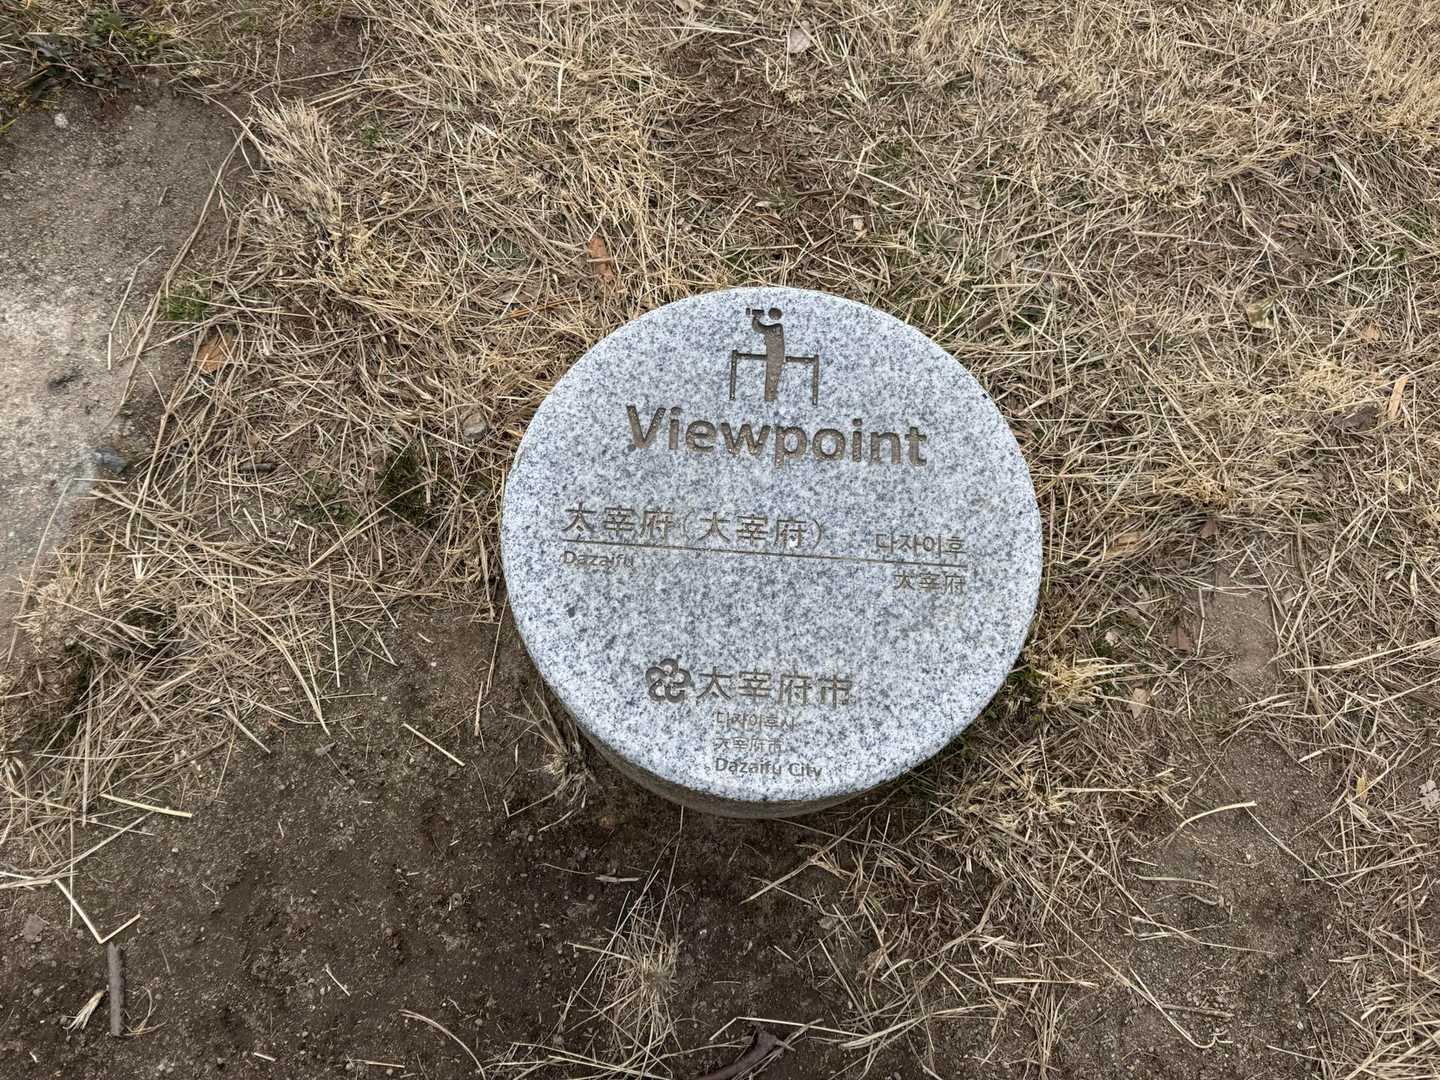 Viewpoint
太宰府(大宰府) 다자이후
Dazaifu 太宰府
太宰府市
다자이후시
太宰府市
Dazaifu City